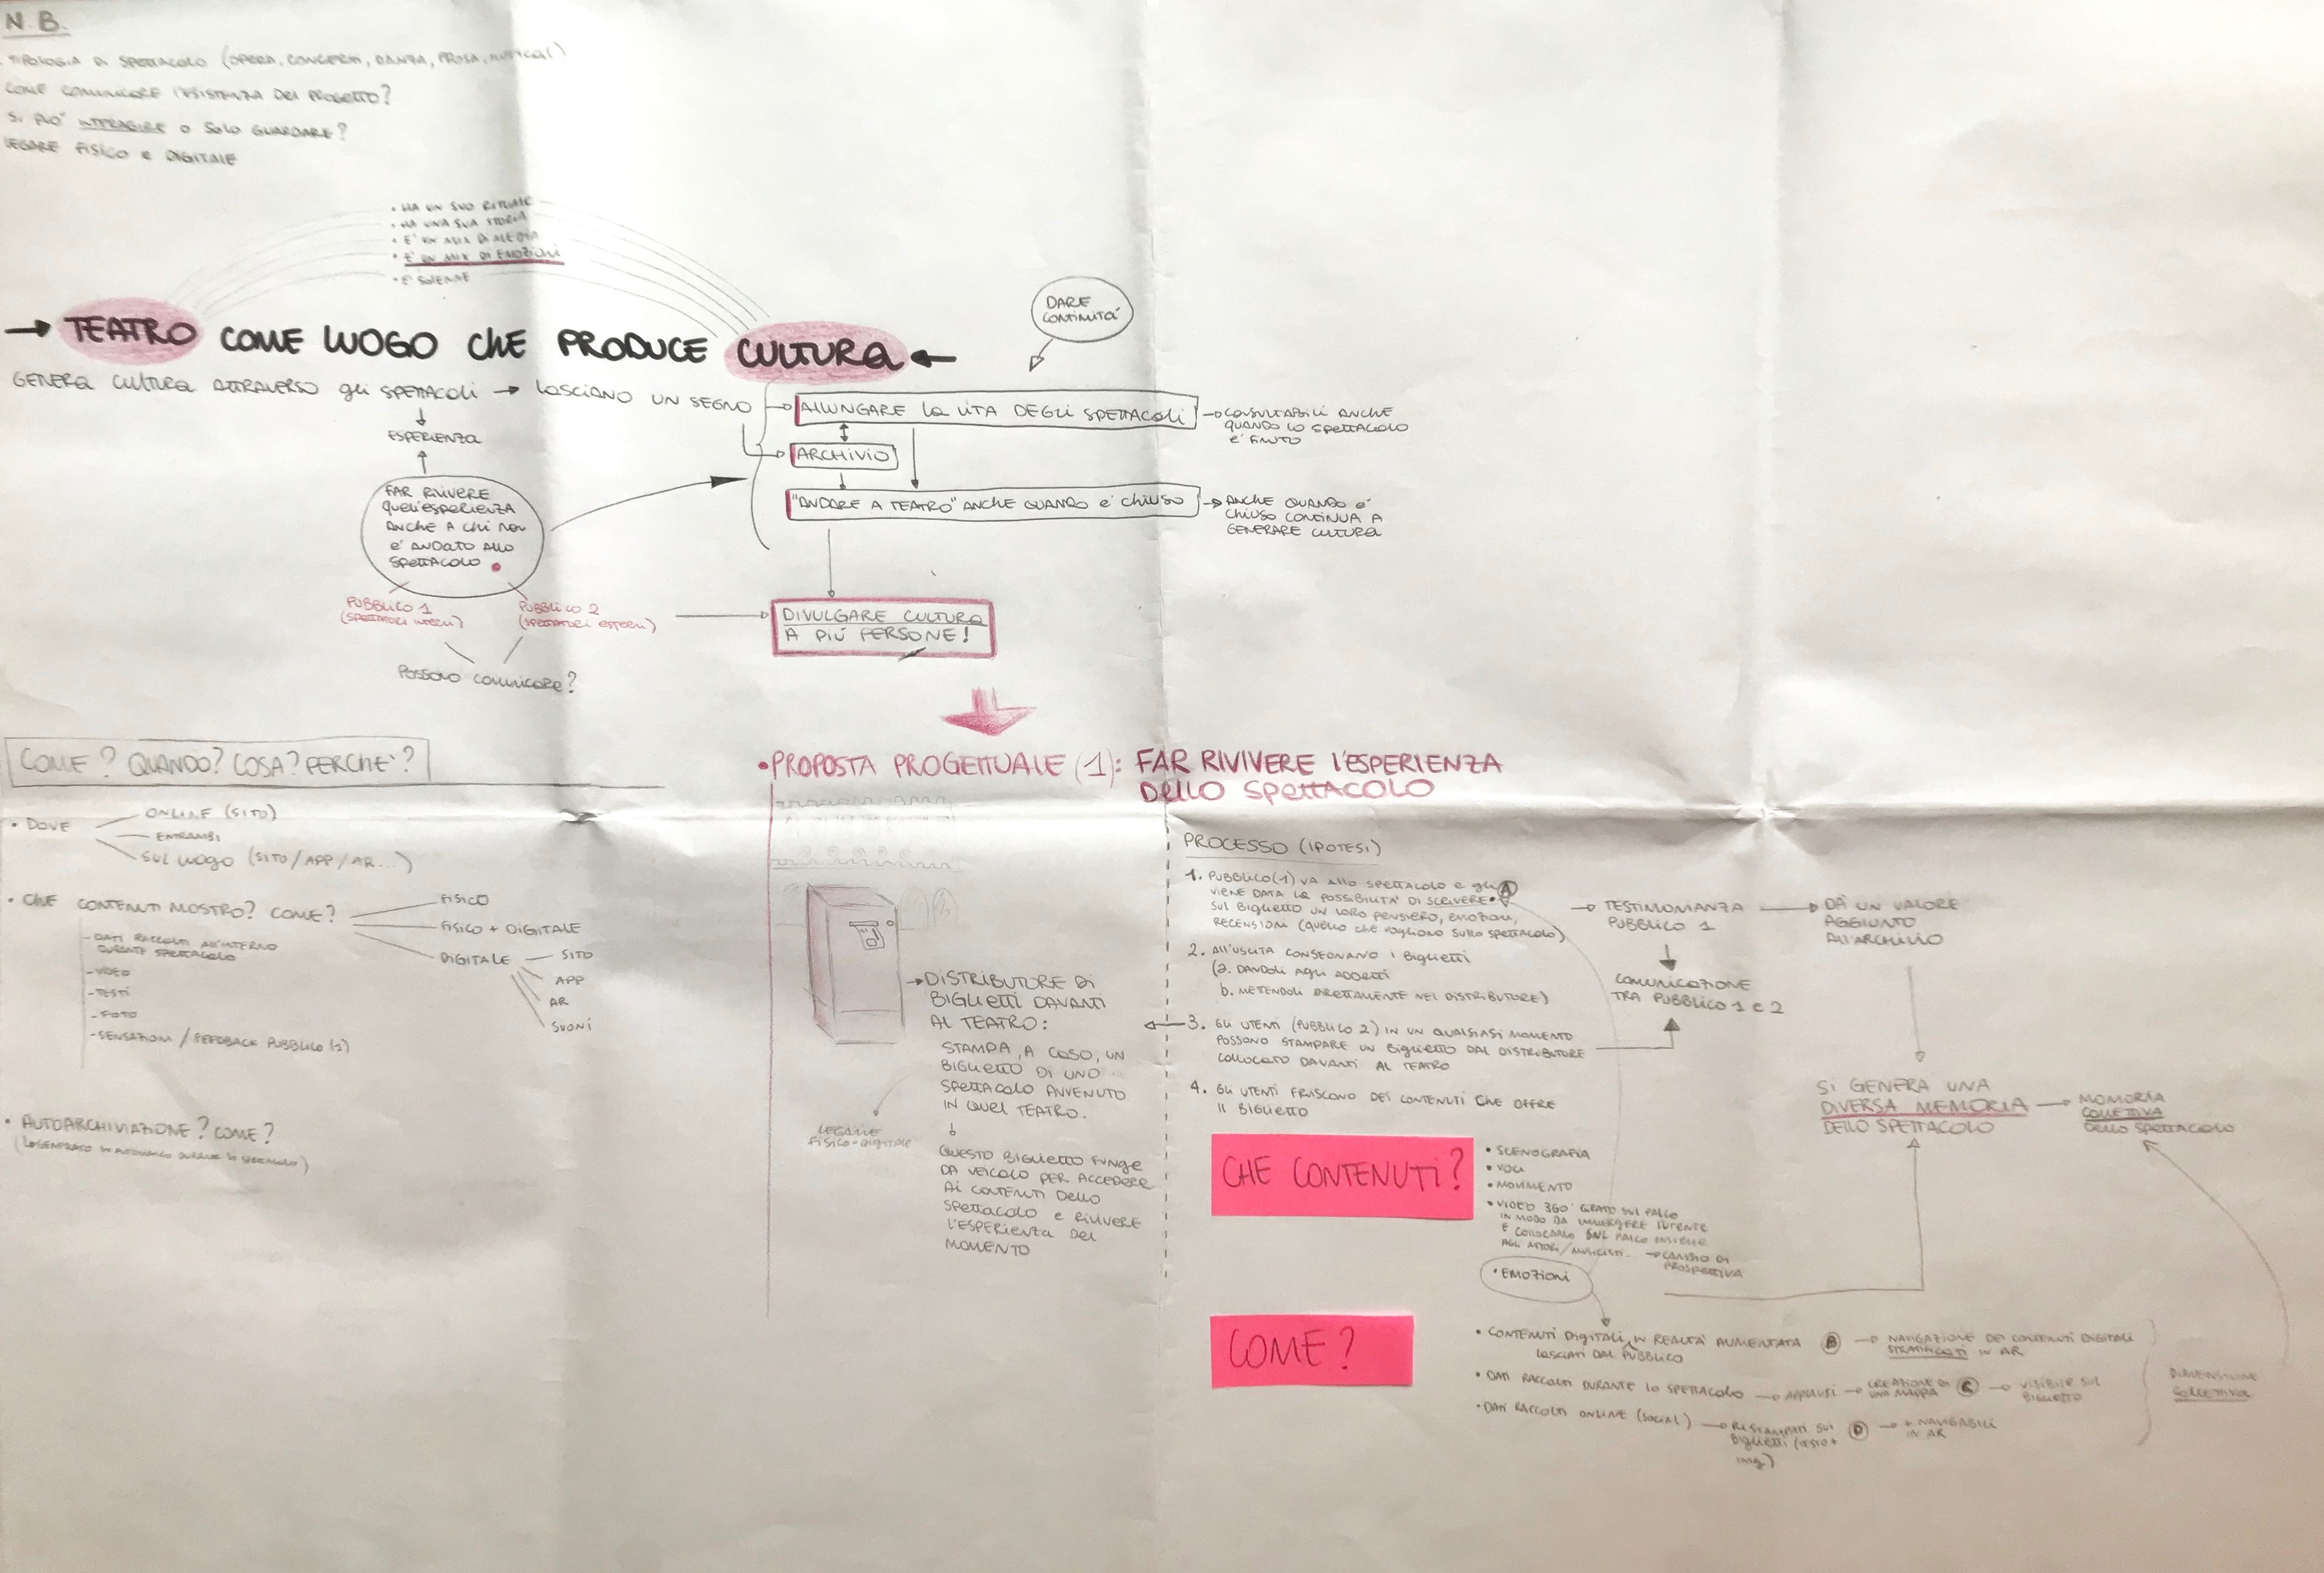 N.B.
TIPOLOGIA DI SPETTACOLO (OPERA, CONCERTI, DANZA, PROSA, MUSICAL)
COME COMUNICARE L'ESISTENZA DEL PROGETTO?
SI PUO' INTERAGIRE O SOLO GUARDARE?
LEGARE FISICO E DIGITALE
• HA UN SUO RITUALE
• HA UNA SUA STORIA
• E' UN MIX DI MEDIA
• E' UN MIX DI EMOZIONI
• E' SOLENNE
→ TEATRO COME LUOGO CHE PRODUCE CULTURA ←
GENERA CULTURA ATTRAVERSO gli SPETTACOLI → LASCIANO UN SEGNO
DARE
CONTINUITA'
ALLUNGARE LA VITA DEGLI SPETTACOLI
CONSULTABILI ANCHE
QUANDO LO SPETTACOLO
E' FINITO
ESPERIENZA
ARCHIVIO
"ANDARE A TEATRO" ANCHE QUANDO E' CHIUSO
ANCHE QUANDO E'
CHIUSO CONTINUA A
GENERARE CULTURA
FAR RIVIVERE
QUELL'ESPERIENZA
ANCHE A CHI NON
E' ANDATO ALLO
SPETTACOLO
PUBBLICO 1
(SPETTATORI INTERNI)
PUBBLICO 2
(SPETTATORI ESTERNI)
POSSONO COMUNICARE?
DIVULGARE CULTURA
A PIÚ PERSONE!
COME? QUANDO? COSA? PERCHE'?
• DOVE
ONLINE (SITO)
ENTRAMBI
SUL LUOGO (SITO/APP/AR...)
• CHE CONTENUTI MOSTRO? COME?
FISICO
FISICO + DIGITALE
DIGITALE
SITO
APP
AR
SUONI
- DATI RACCOLTI ALL'INTERNO
DURANTE SPETTACOLO
- VIDEO
- TESTI
- FOTO
- SENSAZIONI / FEEDBACK PUBBLICO (1)
• AUTOARCHIVIAZIONE? COME?
• PROPOSTA PROGETTUALE (1): FAR RIVIVERE L'ESPERIENZA
DELLO SPETTACOLO
→ DISTRIBUTORE DI
BIGLIETTI DAVANTI
AL TEATRO:
STAMPA, A CASO, UN
BIGLIETTO DI UNO
SPETTACOLO AVVENUTO
IN QUEL TEATRO.
LEGAME
FISICO-DIGITALE
QUESTO BIGLIETTO FUNGE
DA VEICOLO PER ACCEDERE
AI CONTENUTI DELLO
SPETTACOLO E RIVIVERE
L'ESPERIENZA DEL
MOMENTO
PROCESSO (IPOTESI)
1. PUBBLICO (1) VA ALLO SPETTACOLO E gli A
VIENE DATA LA POSSIBILITA' DI SCRIVERE
SUL BIGLIETTO UN LORO PENSIERO, EMOZIONI,
RECENSIONI (QUELLO CHE VOGLIONO SULLO SPETTACOLO)
2. ALL'USCITA CONSEGNANO I BIGLIETTI
(a. DANDOLI AGLI ADDETTI
b. METTENDOLI DIRETTAMENTE NEL DISTRIBUTORE)
3. GLI UTENTI (PUBBLICO 2) IN UN QUALSIASI MOMENTO
POSSONO STAMPARE UN BIGLIETTO DAL DISTRIBUTORE
COLLOCATO DAVANTI AL TEATRO
4. GLI UTENTI FRUISCONO DEI CONTENUTI CHE OFFRE
IL BIGLIETTO
→ TESTIMONIANZA
PUBBLICO 1
COMUNICAZIONE
TRA PUBBLICO 1 E 2
DÀ UN VALORE
AGGIUNTO
ALL'ARCHIVIO
SI GENERA UNA
DIVERSA MEMORIA
DELLO SPETTACOLO
MOMORIA
COLLETTIVA
DELLO SPETTACOLO
CHE CONTENUTI?
• SCENOGRAFIA
• VOCI
• MOVIMENTO
• VIDEO 360° GIRATO SUL PALCO
IN MODO DA IMMERGERE L'UTENTE
E COLLOCARLO SUL PALCO INSIEME
AGLI ATTORI/MUSICISTI... → CAMBIO DI
PROSPETTIVA
• EMOZIONI
COME?
• CONTENUTI DIGITALI IN REALTÀ AUMENTATA B → NAVIGAZIONE DEI CONTENUTI DIGITALI
LASCIATI DAL PUBBLICO
STRATIFICATI IN AR
• DATI RACCOLTI DURANTE LO SPETTACOLO → APPLAUSI → CREAZIONE DI
UNA MAPPA C → VISIBILE SUL
BIGLIETTO
• DATI RACCOLTI ONLINE (SOCIAL) → RISTAMPATI SUI
BIGLIETTI (TESTO +
img) D → + NAVIGABILI
IN AR
DIMENSIONE
COLLETTIVA